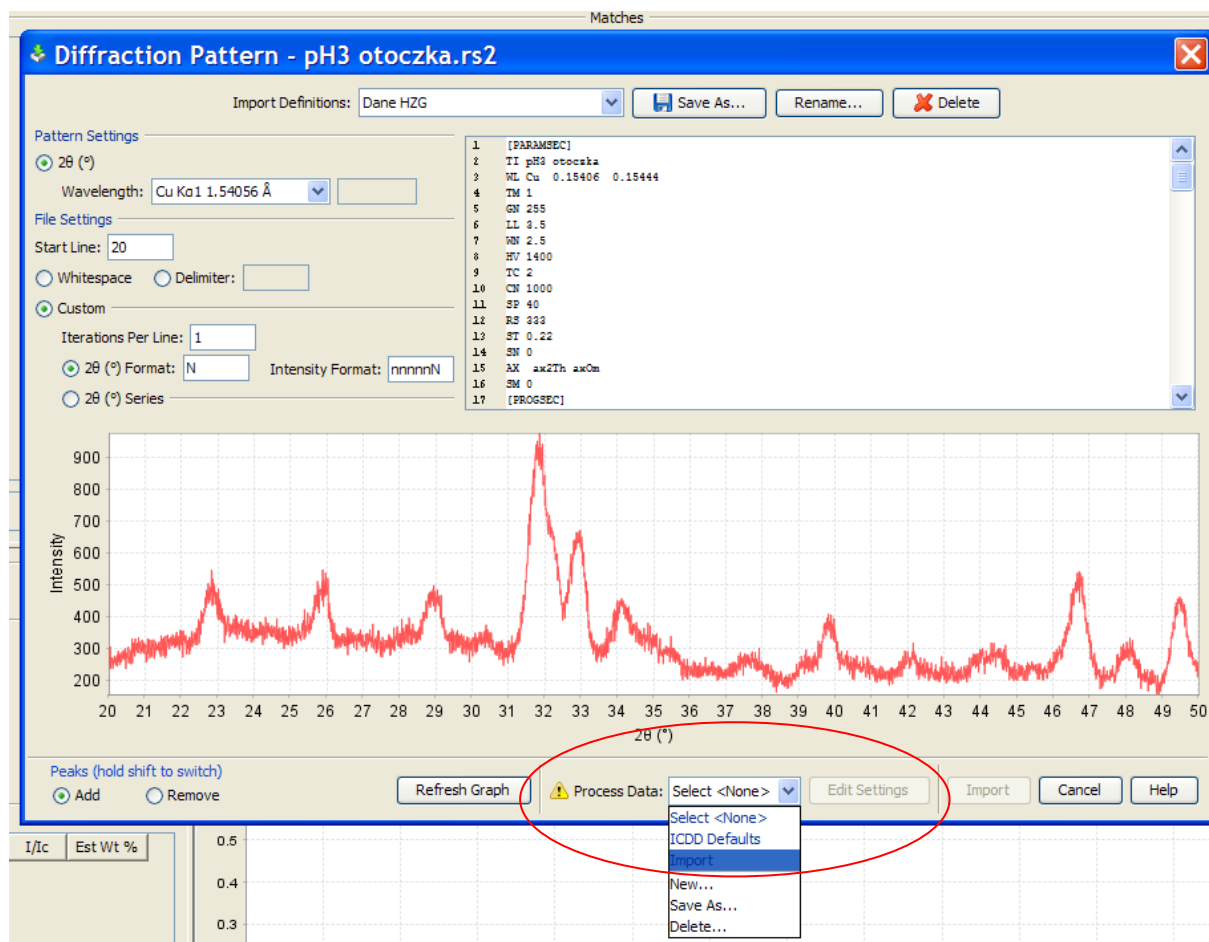 Matches
Diffraction Pattern - pH3 otoczka.rs2
Import Definitions: Dane HZG Save As... Rename... Delete
Pattern Settings
2θ (°)
Wavelength: Cu Kα1 1.54056 Å
File Settings
Start Line: 20
Whitespace Delimiter:
Custom
Iterations Per Line: 1
2θ (°) Format: N Intensity Format: nnnnnN
2θ (°) Series
1 [PARAMSEC]
2 TI pH3 otoczka
3 WL Cu 0.15406 0.15444
4 TM 1
5 GN 255
6 LL 3.5
7 WN 2.5
8 HV 1400
9 TC 2
10 CN 1000
11 SP 40
12 RS 333
13 ST 0.22
14 SN 0
15 AX ax2Th axOm
16 SM 0
17 [PROGSEC]
900
800
700
600
500
400
300
200
Intensity
20 21 22 23 24 25 26 27 28 29 30 31 32 33 34 35 36 37 38 39 40 41 42 43 44 45 46 47 48 49 50
2θ (°)
Peaks (hold shift to switch)
Add Remove
Refresh Graph Process Data: Select <None> Edit Settings Import Cancel Help
Select <None>
ICDD Defaults
Import
New...
Save As...
Delete...
I/Ic Est Wt %
0.5
0.4
0.3